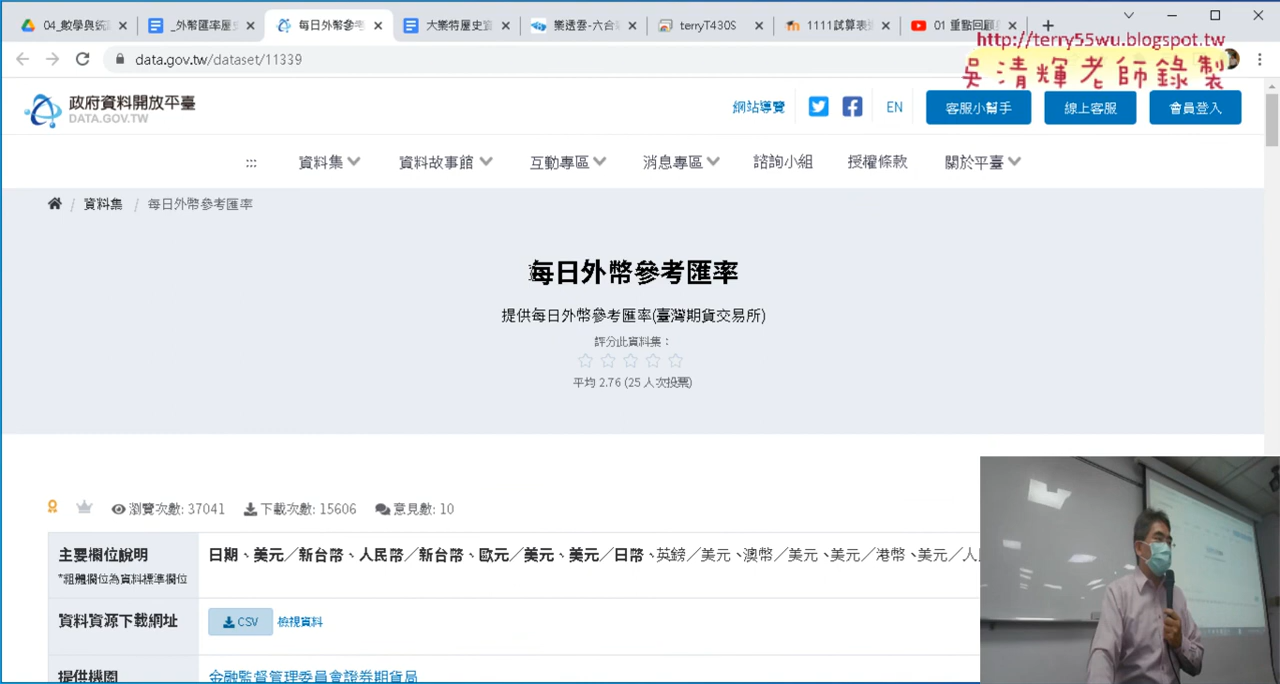 04_數學與統
_外幣匯率歷史
每日外幣參考
大樂特歷史資
樂透雲-六合
terryT430S
1111試算表
01 重點回顧
http://terry55wu.blogspot.tw
data.gov.tw/dataset/11339
吳清輝老師錄製
政府資料開放平臺
DATA.GOV.TW
網站導覽
EN
客服小幫手
線上客服
會員登入
:::
資料集
資料故事館
互動專區
消息專區
諮詢小組
授權條款
關於平臺
/ 資料集 / 每日外幣參考匯率
每日外幣參考匯率
提供每日外幣參考匯率(臺灣期貨交易所)
評分此資料集：
平均 2.76 (25 人次投票)
瀏覽次數: 37041 下載次數: 15606 意見數: 10
主要欄位說明
*粗體欄位為資料標準欄位
日期、美元／新台幣、人民幣／新台幣、歐元／美元、美元／日幣、英鎊／美元、澳幣／美元、美元／港幣、美元／人
資料資源下載網址
CSV 檢視資料
提供機關
金融監督管理委員會證券期貨局